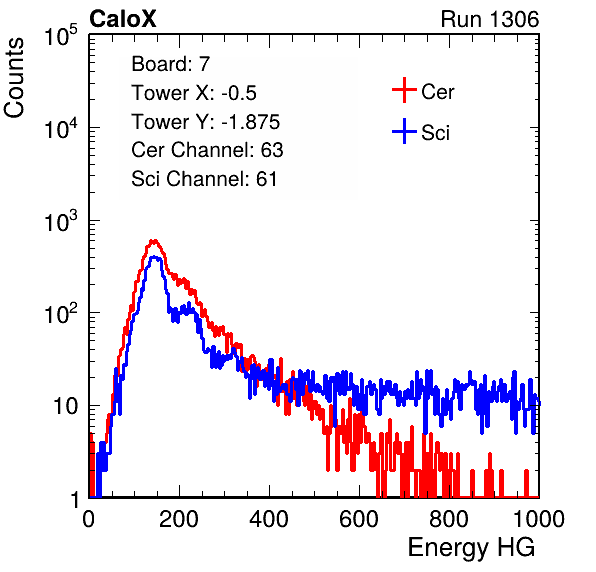 CaloX Run 1306
Counts
Board: 7
Tower X: -0.5
Tower Y: -1.875
Cer Channel: 63
Sci Channel: 61
Cer
Sci
10^5
10^4
10^3
10^2
10
1
0 200 400 600 800 1000
Energy HG